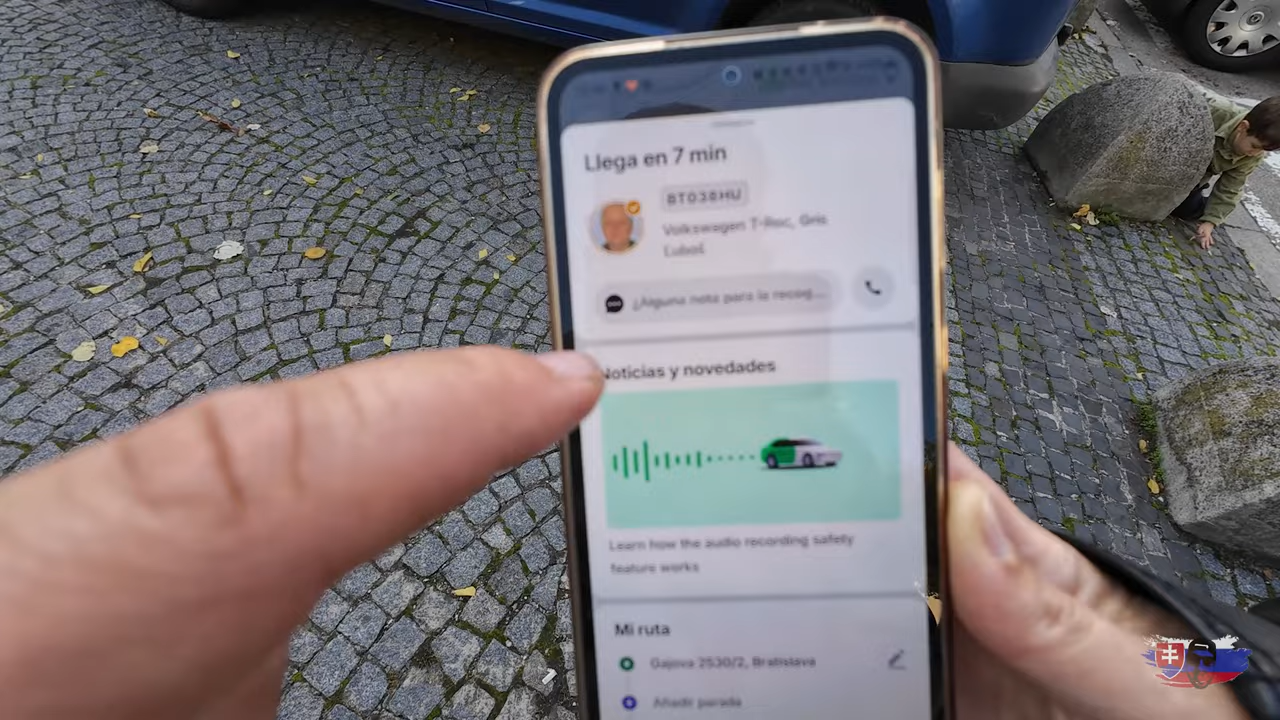 Llega en 7 min
BT038HU
Volkswagen T-Roc, Gris
Ľuboš
¿Alguna nota para la recog...
Noticias y novedades
Learn how the audio recording safety
feature works
Mi ruta
Gajova 2530/2, Bratislava
Añadir parada